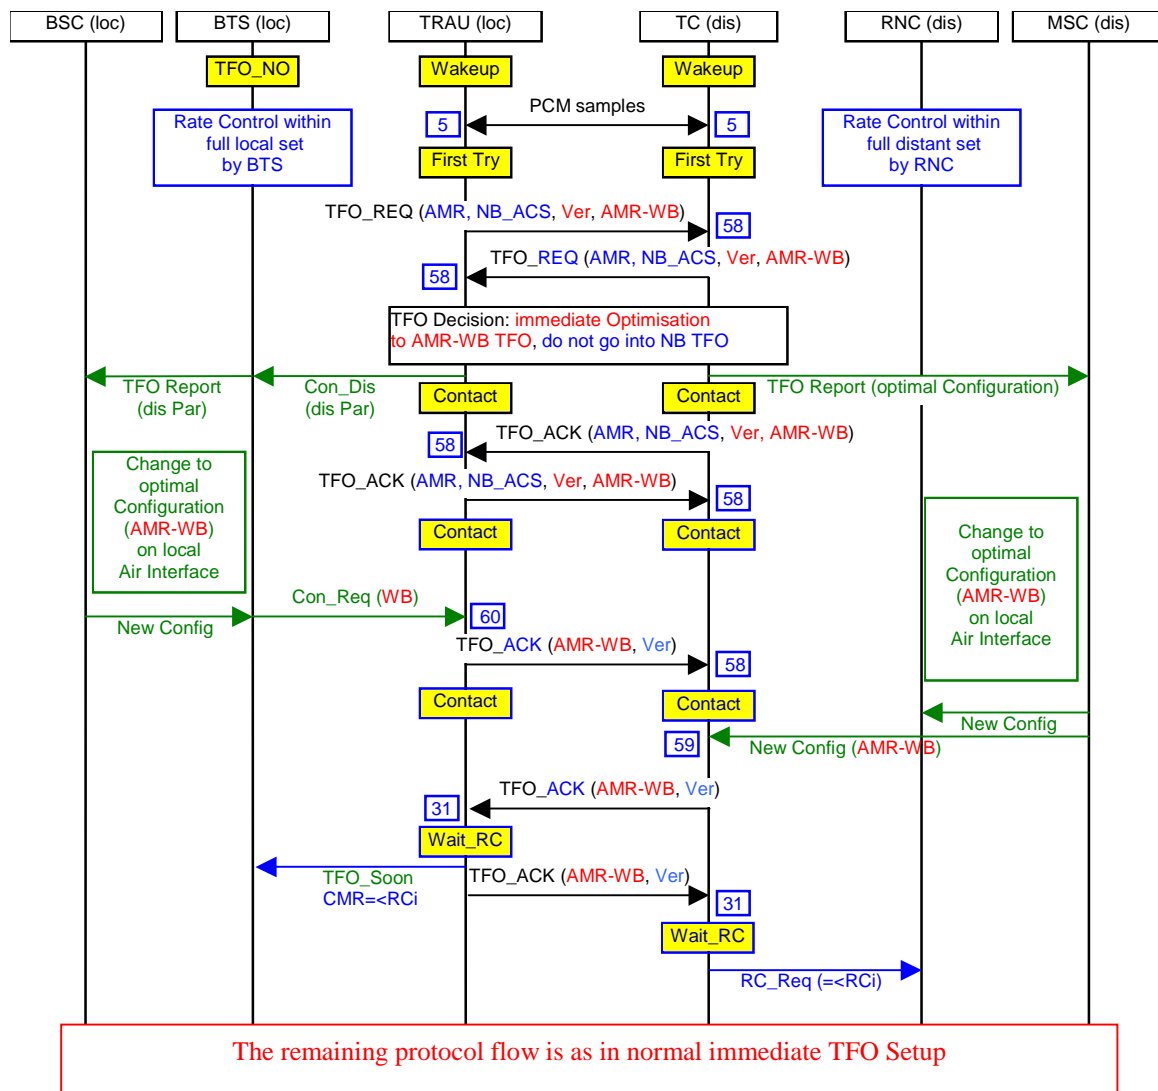 BSC (loc) BTS (loc) TRAU (loc) TC (dis) RNC (dis) MSC (dis)
TFO_NO Wakeup Wakeup
PCM samples
5 5
Rate Control within
full local set
by BTS
Rate Control within
full distant set
by RNC
First Try First Try
TFO_REQ (AMR, NB_ACS, Ver, AMR-WB)
58
TFO_REQ (AMR, NB_ACS, Ver, AMR-WB)
58
TFO Decision: immediate Optimisation
to AMR-WB TFO, do not go into NB TFO
TFO Report
(dis Par)
Con_Dis
(dis Par)
Contact Contact
TFO Report (optimal Configuration)
TFO_ACK (AMR, NB_ACS, Ver, AMR-WB)
58
TFO_ACK (AMR, NB_ACS, Ver, AMR-WB)
58
Change to
optimal
Configuration
(AMR-WB)
on local
Air Interface
Contact Contact
Change to
optimal
Configuration
(AMR-WB)
on local
Air Interface
Con_Req (WB)
New Config
60
TFO_ACK (AMR-WB, Ver)
58
Contact Contact
New Config
59
New Config (AMR-WB)
TFO_ACK (AMR-WB, Ver)
31
Wait_RC
TFO_Soon
CMR=<RCi
TFO_ACK (AMR-WB, Ver)
31
Wait_RC
RC_Req (=<RCi)
The remaining protocol flow is as in normal immediate TFO Setup